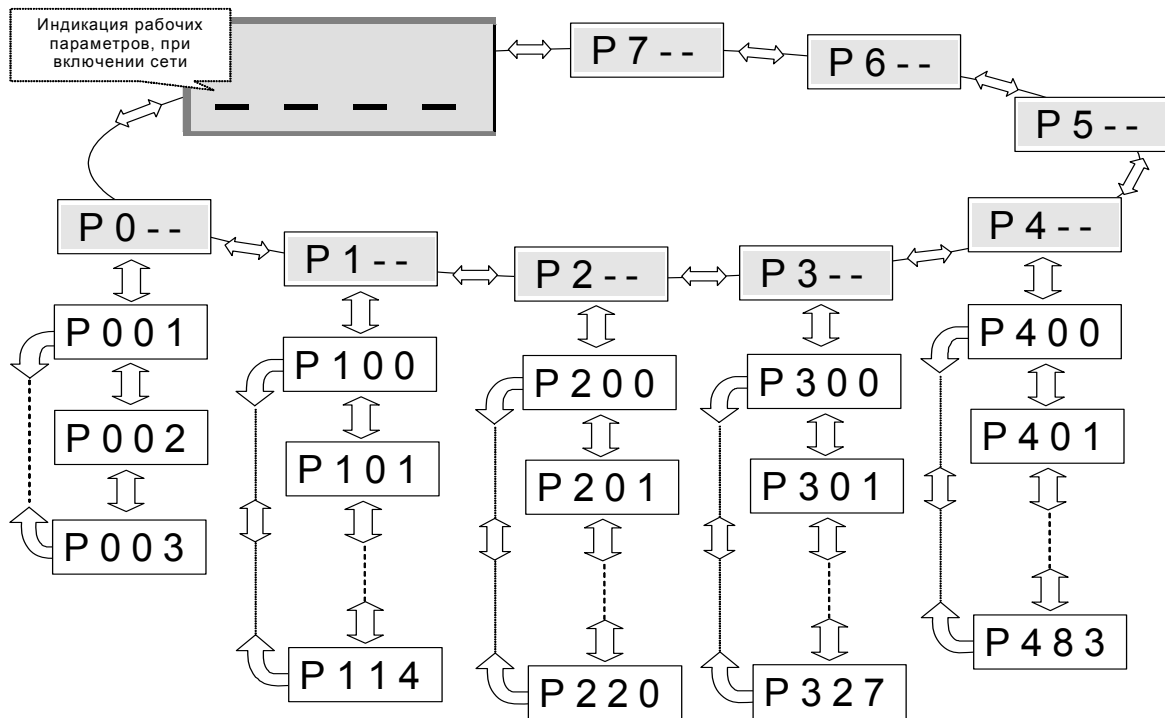 Индикация рабочих
параметров, при
включении сети
– – – –
P 7 - -
P 6 - -
P 5 - -
P 0 - -
P 1 - -
P 2 - -
P 3 - -
P 4 - -
P 0 0 1
P 0 0 2
P 0 0 3
P 1 0 0
P 1 0 1
P 1 1 4
P 2 0 0
P 2 0 1
P 2 2 0
P 3 0 0
P 3 0 1
P 3 2 7
P 4 0 0
P 4 0 1
P 4 8 3